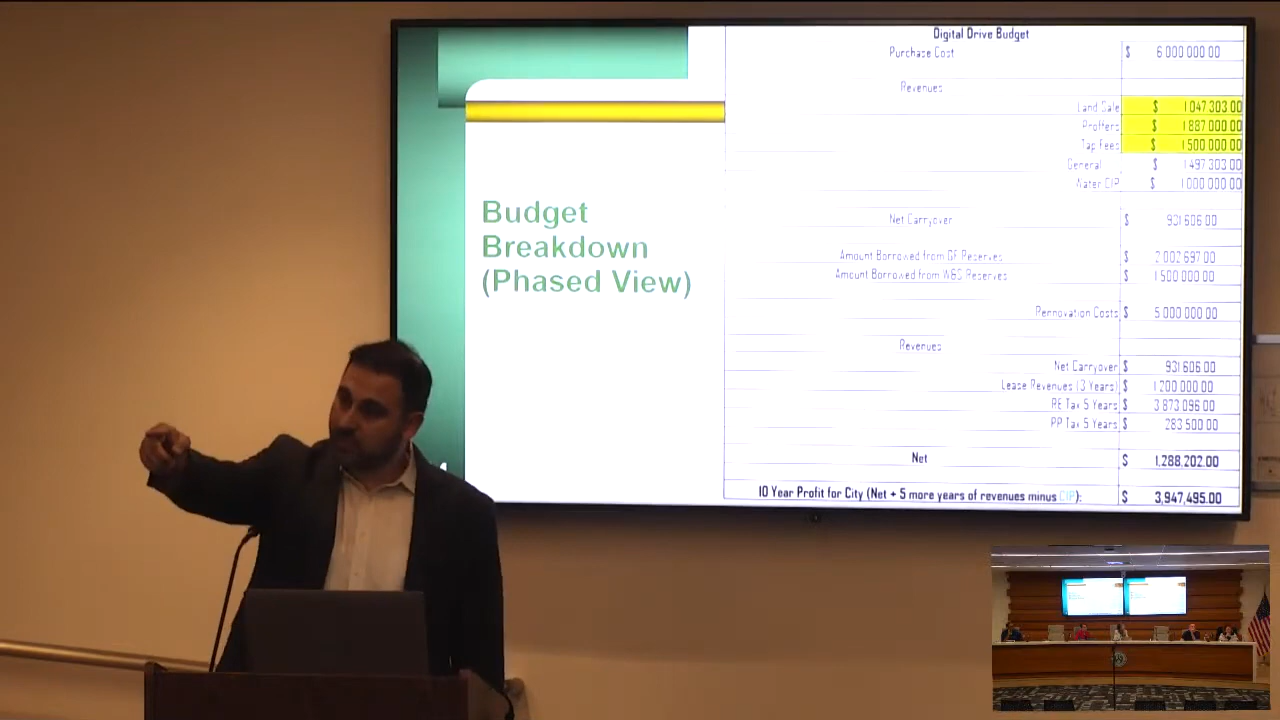 Budget
Breakdown
(Phased View)
Digital Drive Budget
Purchase Cost $ 6 000 000 00
Revenues
Land Sale $ 1 047 303 00
Proffers $ 1 887 000 00
Tap Fees $ 1 500 000 00
General $ 1 497 303 00
Water CIP $ 1 000 000 00
Net Carryover $ 931 606 00
Amount Borrowed from GF Reserves $ 2 002 697 00
Amount Borrowed from W&S Reserves $ 1 500 000 00
Rennovation Costs $ 5 000 000 00
Revenues
Net Carryover $ 931 606 00
Lease Revenues (3 Years) $ 1 200 000 00
RE Tax 5 Years $ 3 873 096 00
PP Tax 5 Years $ 283 500 00
Net $ 1,288,202.00
10 Year Profit for City (Net + 5 more years of revenues minus CIP): $ 3,947,495.00